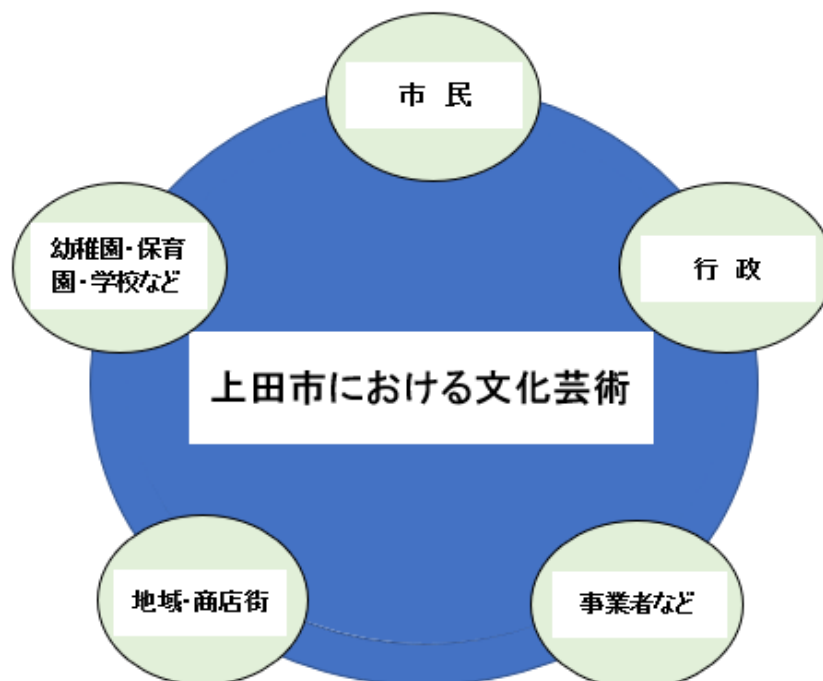 市 民
幼稚園・保育
園・学校など
行 政
上田市における文化芸術
地域・商店街
事業者など